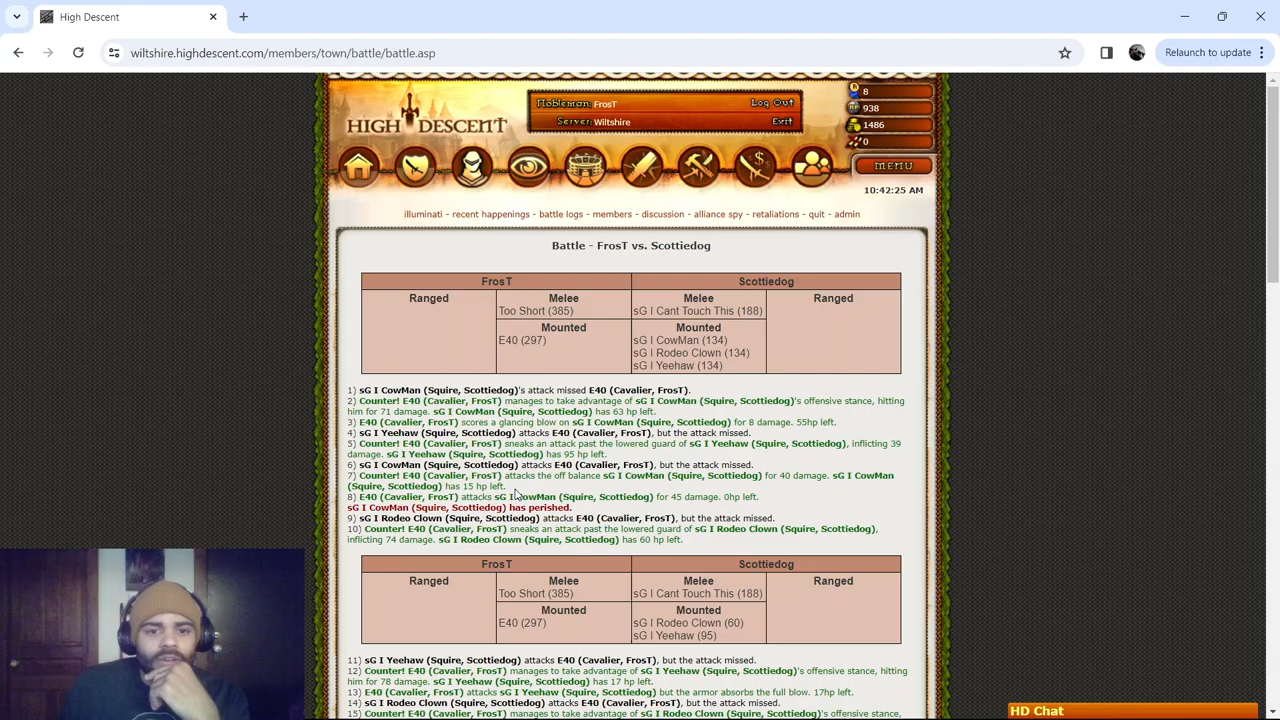 High Descent
wiltshire.highdescent.com/members/town/battle/battle.asp
Relaunch to update
HIGH DESCENT
Nobleman: FrosT
Log Out
Server: Wiltshire
Exit
8
938
1486
0
MENU
10:42:25 AM
illuminati - recent happenings - battle logs - members - discussion - alliance spy - retaliations - quit - admin
Battle - FrosT vs. Scottiedog
FrosT Scottiedog
Ranged Melee Melee Ranged
Too Short (385) sG I Cant Touch This (188)
Mounted Mounted
E40 (297) sG I CowMan (134)
sG I Rodeo Clown (134)
sG I Yeehaw (134)
1) sG I CowMan (Squire, Scottiedog)'s attack missed E40 (Cavalier, FrosT).
2) Counter! E40 (Cavalier, FrosT) manages to take advantage of sG I CowMan (Squire, Scottiedog)'s offensive stance, hitting
him for 71 damage. sG I CowMan (Squire, Scottiedog) has 63 hp left.
3) E40 (Cavalier, FrosT) scores a glancing blow on sG I CowMan (Squire, Scottiedog) for 8 damage. 55hp left.
4) sG I Yeehaw (Squire, Scottiedog) attacks E40 (Cavalier, FrosT), but the attack missed.
5) Counter! E40 (Cavalier, FrosT) sneaks an attack past the lowered guard of sG I Yeehaw (Squire, Scottiedog), inflicting 39
damage. sG I Yeehaw (Squire, Scottiedog) has 95 hp left.
6) sG I CowMan (Squire, Scottiedog) attacks E40 (Cavalier, FrosT), but the attack missed.
7) Counter! E40 (Cavalier, FrosT) attacks the off balance sG I CowMan (Squire, Scottiedog) for 40 damage. sG I CowMan
(Squire, Scottiedog) has 15 hp left.
8) E40 (Cavalier, FrosT) attacks sG I CowMan (Squire, Scottiedog) for 45 damage. 0hp left.
sG I CowMan (Squire, Scottiedog) has perished.
9) sG I Rodeo Clown (Squire, Scottiedog) attacks E40 (Cavalier, FrosT), but the attack missed.
10) Counter! E40 (Cavalier, FrosT) sneaks an attack past the lowered guard of sG I Rodeo Clown (Squire, Scottiedog),
inflicting 74 damage. sG I Rodeo Clown (Squire, Scottiedog) has 60 hp left.
FrosT Scottiedog
Ranged Melee Melee Ranged
Too Short (385) sG I Cant Touch This (188)
Mounted Mounted
E40 (297) sG I Rodeo Clown (60)
sG I Yeehaw (95)
11) sG I Yeehaw (Squire, Scottiedog) attacks E40 (Cavalier, FrosT), but the attack missed.
12) Counter! E40 (Cavalier, FrosT) manages to take advantage of sG I Yeehaw (Squire, Scottiedog)'s offensive stance, hitting
him for 78 damage. sG I Yeehaw (Squire, Scottiedog) has 17 hp left.
13) E40 (Cavalier, FrosT) attacks sG I Yeehaw (Squire, Scottiedog) but the armor absorbs the full blow. 17hp left.
14) sG I Rodeo Clown (Squire, Scottiedog) attacks E40 (Cavalier, FrosT), but the attack missed.
15) Counter! E40 (Cavalier, FrosT) manages to take advantage of sG I Rodeo Clown (Squire, Scottiedog)'s offensive stance,
HD Chat